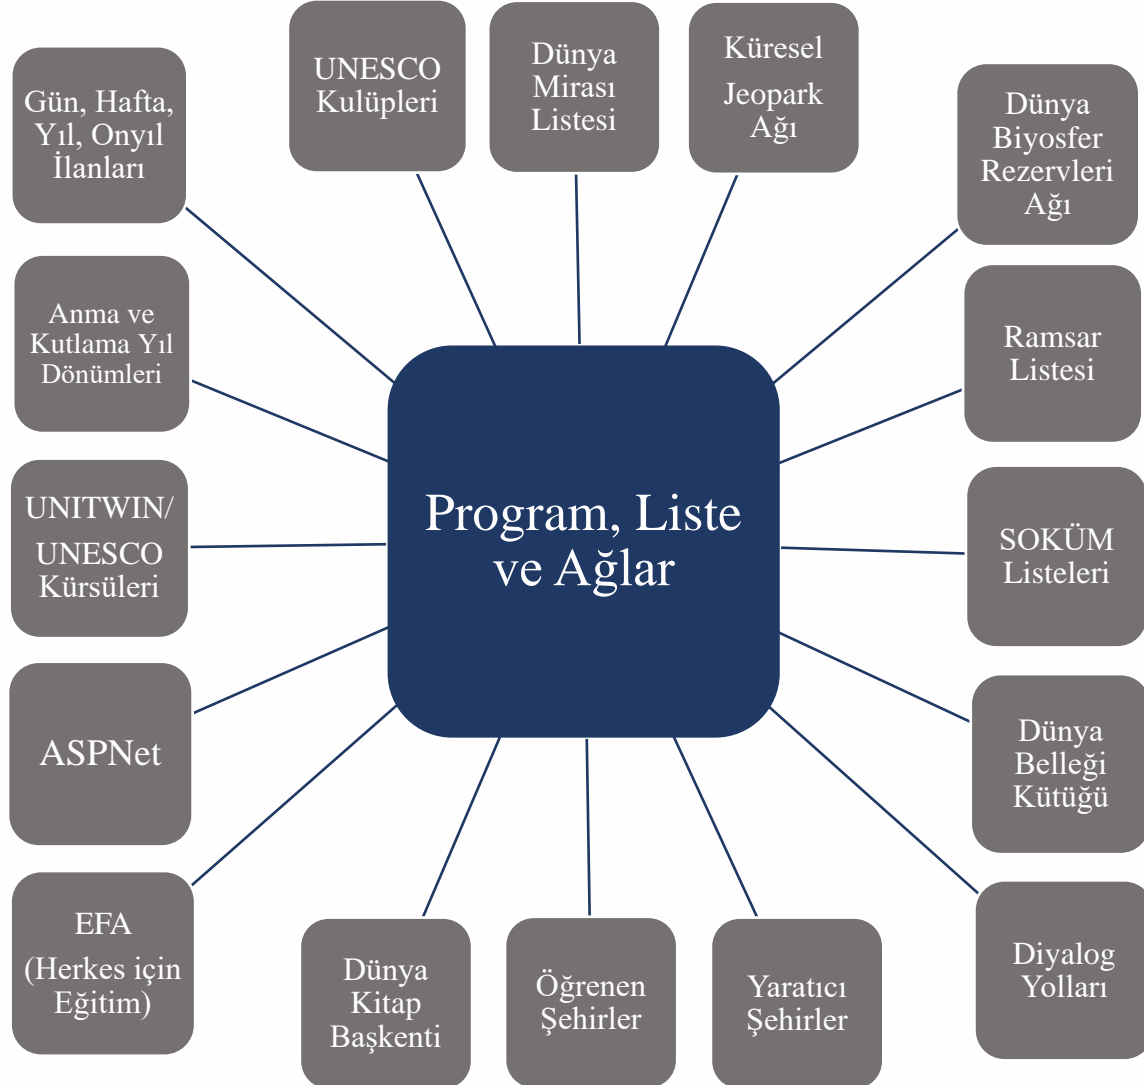 UNESCO
Kulüpleri
Dünya
Mirası
Listesi
Küresel
Jeopark
Ağı
Dünya
Biyosfer
Rezervleri
Ağı
Ramsar
Listesi
SOKÜM
Listeleri
Dünya
Belleği
Kütüğü
Diyalog
Yolları
Yaratıcı
Şehirler
Öğrenen
Şehirler
Dünya
Kitap
Başkenti
EFA
(Herkes için
Eğitim)
ASPNet
UNITWIN/
UNESCO
Kürsüleri
Anma ve
Kutlama Yıl
Dönümleri
Gün, Hafta,
Yıl, Onyıl
İlanları
Program, Liste
ve Ağlar